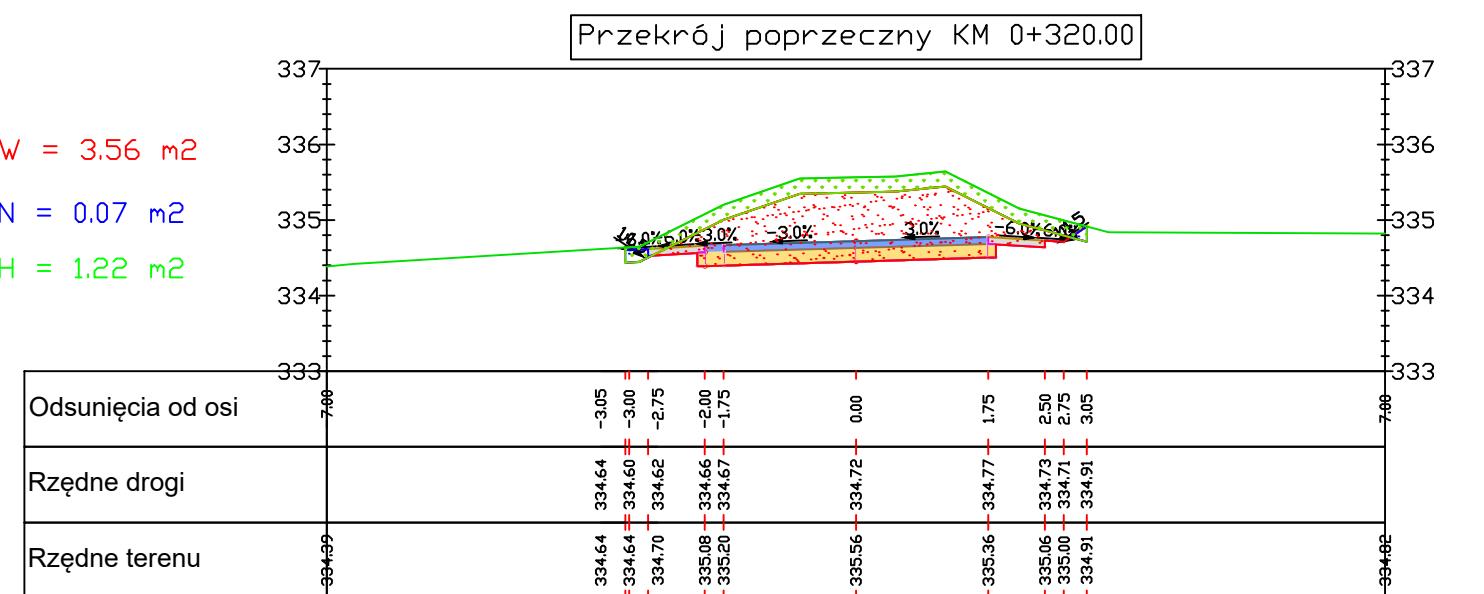 Przekrój poprzeczny KM 0+320.00
337 337
336 336
W = 3.56 m2
335 335
N = 0.07 m2
-6.0% -3.0% -3.0% 3.0% -6.0%
H = 1.22 m2
334 334
333 333
Odsunięcia od osi 7.00 -3.05 -3.00 -2.75 -2.00 -1.75 0.00 1.75 2.50 2.75 3.05 7.00
Rzędne drogi 334.64 334.60 334.62 334.66 334.67 334.72 334.77 334.73 334.71 334.91
Rzędne terenu 334.39 334.64 334.64 334.70 335.08 335.20 335.56 335.36 335.06 335.00 334.91 334.82